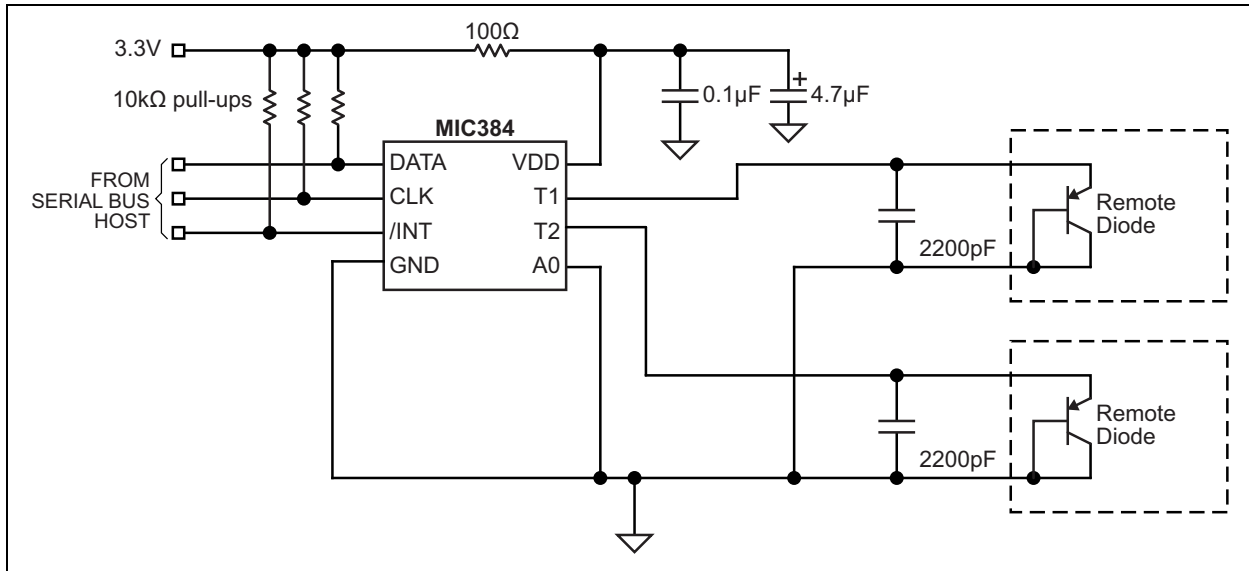 100Ω
3.3V
10kΩ pull-ups
0.1µF
+
4.7µF
MIC384
DATA
VDD
FROM
SERIAL BUS
HOST
CLK
T1
/INT
T2
GND
A0
Remote
Diode
2200pF
Remote
Diode
2200pF